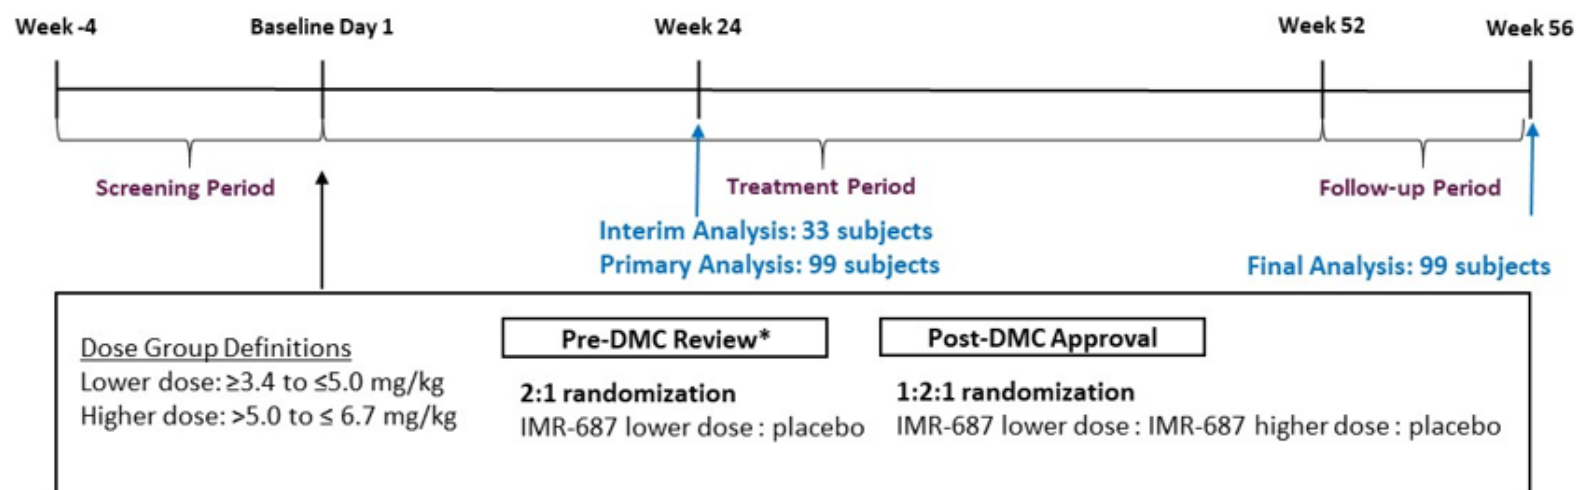 Week -4
Baseline Day 1
Week 24
Week 52
Week 56
Screening Period
Treatment Period
Follow-up Period
Interim Analysis: 33 subjects
Primary Analysis: 99 subjects
Final Analysis: 99 subjects
Dose Group Definitions
Lower dose: ≥3.4 to ≤5.0 mg/kg
Higher dose: >5.0 to ≤ 6.7 mg/kg
Pre-DMC Review*
2:1 randomization
IMR-687 lower dose : placebo
Post-DMC Approval
1:2:1 randomization
IMR-687 lower dose : IMR-687 higher dose : placebo